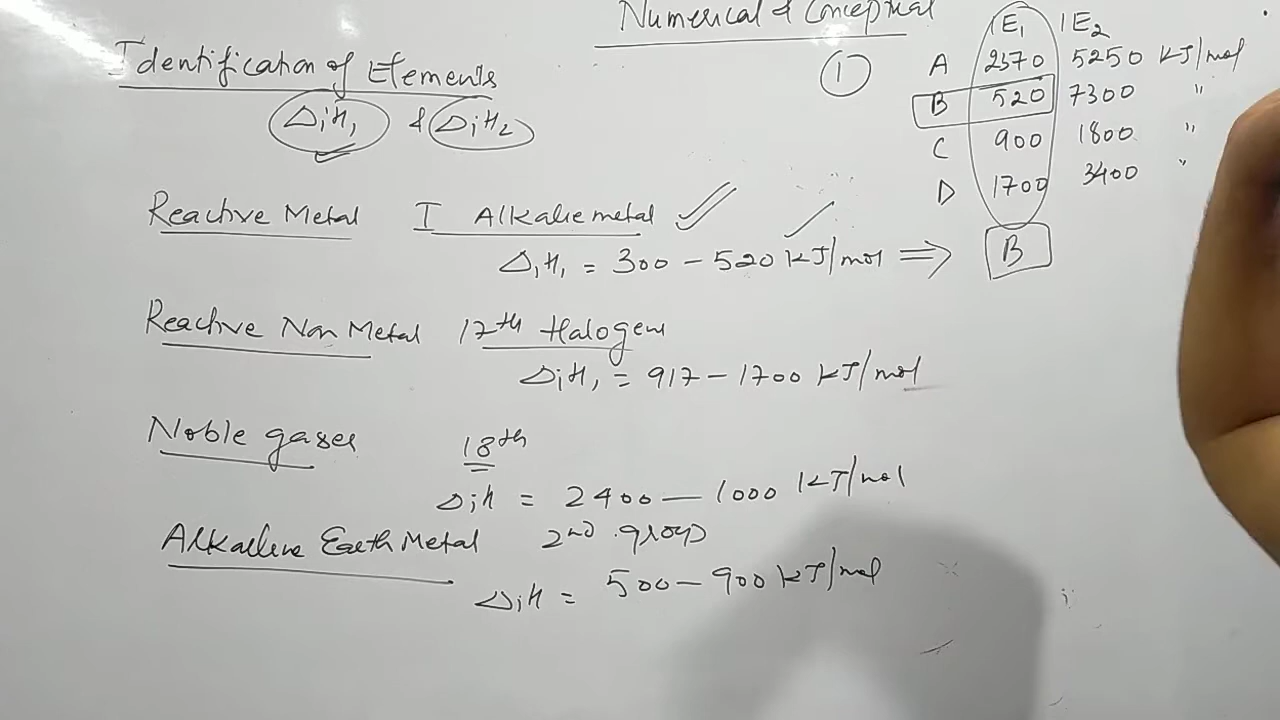 Numerical & Conceptual
Identification of Elements
ΔiH1 & ΔiH2
①
IE1 IE2
A 2370 5250 KJ/mol
B 520 7300 "
C 900 1800 "
D 1700 3400 "
Reactive Metal I Alkalie metal
ΔiH1 = 300 – 520 KJ/mol ⇒ B
Reactive Non Metal 17th Halogens
ΔiH1 = 917 – 1700 KJ/mol
Noble gases 18th
ΔiH = 2400 — 1000 KJ/mol
Alkaline Earth Metal 2nd group
ΔiH = 500 – 900 KJ/mol